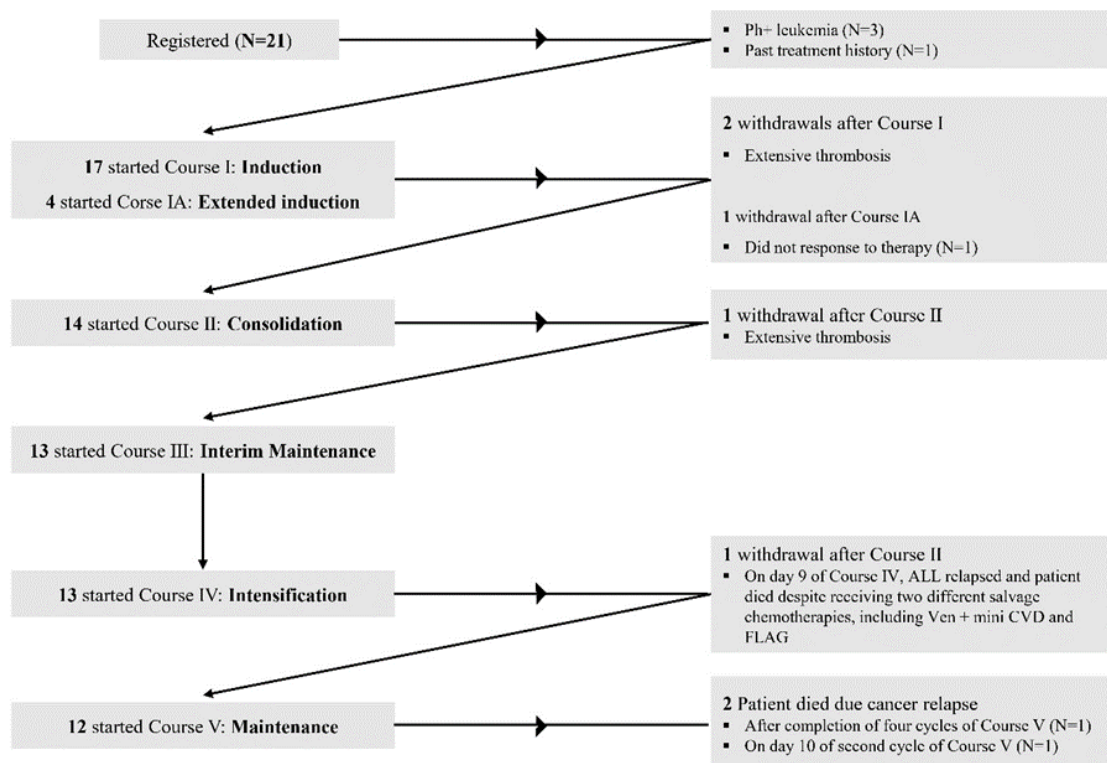 Registered (N=21)
▪ Ph+ leukemia (N=3)
▪ Past treatment history (N=1)
17 started Course I: Induction
4 started Corse IA: Extended induction
2 withdrawals after Course I
▪ Extensive thrombosis
1 withdrawal after Course IA
▪ Did not response to therapy (N=1)
14 started Course II: Consolidation
1 withdrawal after Course II
▪ Extensive thrombosis
13 started Course III: Interim Maintenance
13 started Course IV: Intensification
1 withdrawal after Course II
▪ On day 9 of Course IV, ALL relapsed and patient
died despite receiving two different salvage
chemotherapies, including Ven + mini CVD and
FLAG
12 started Course V: Maintenance
2 Patient died due cancer relapse
▪ After completion of four cycles of Course V (N=1)
▪ On day 10 of second cycle of Course V (N=1)